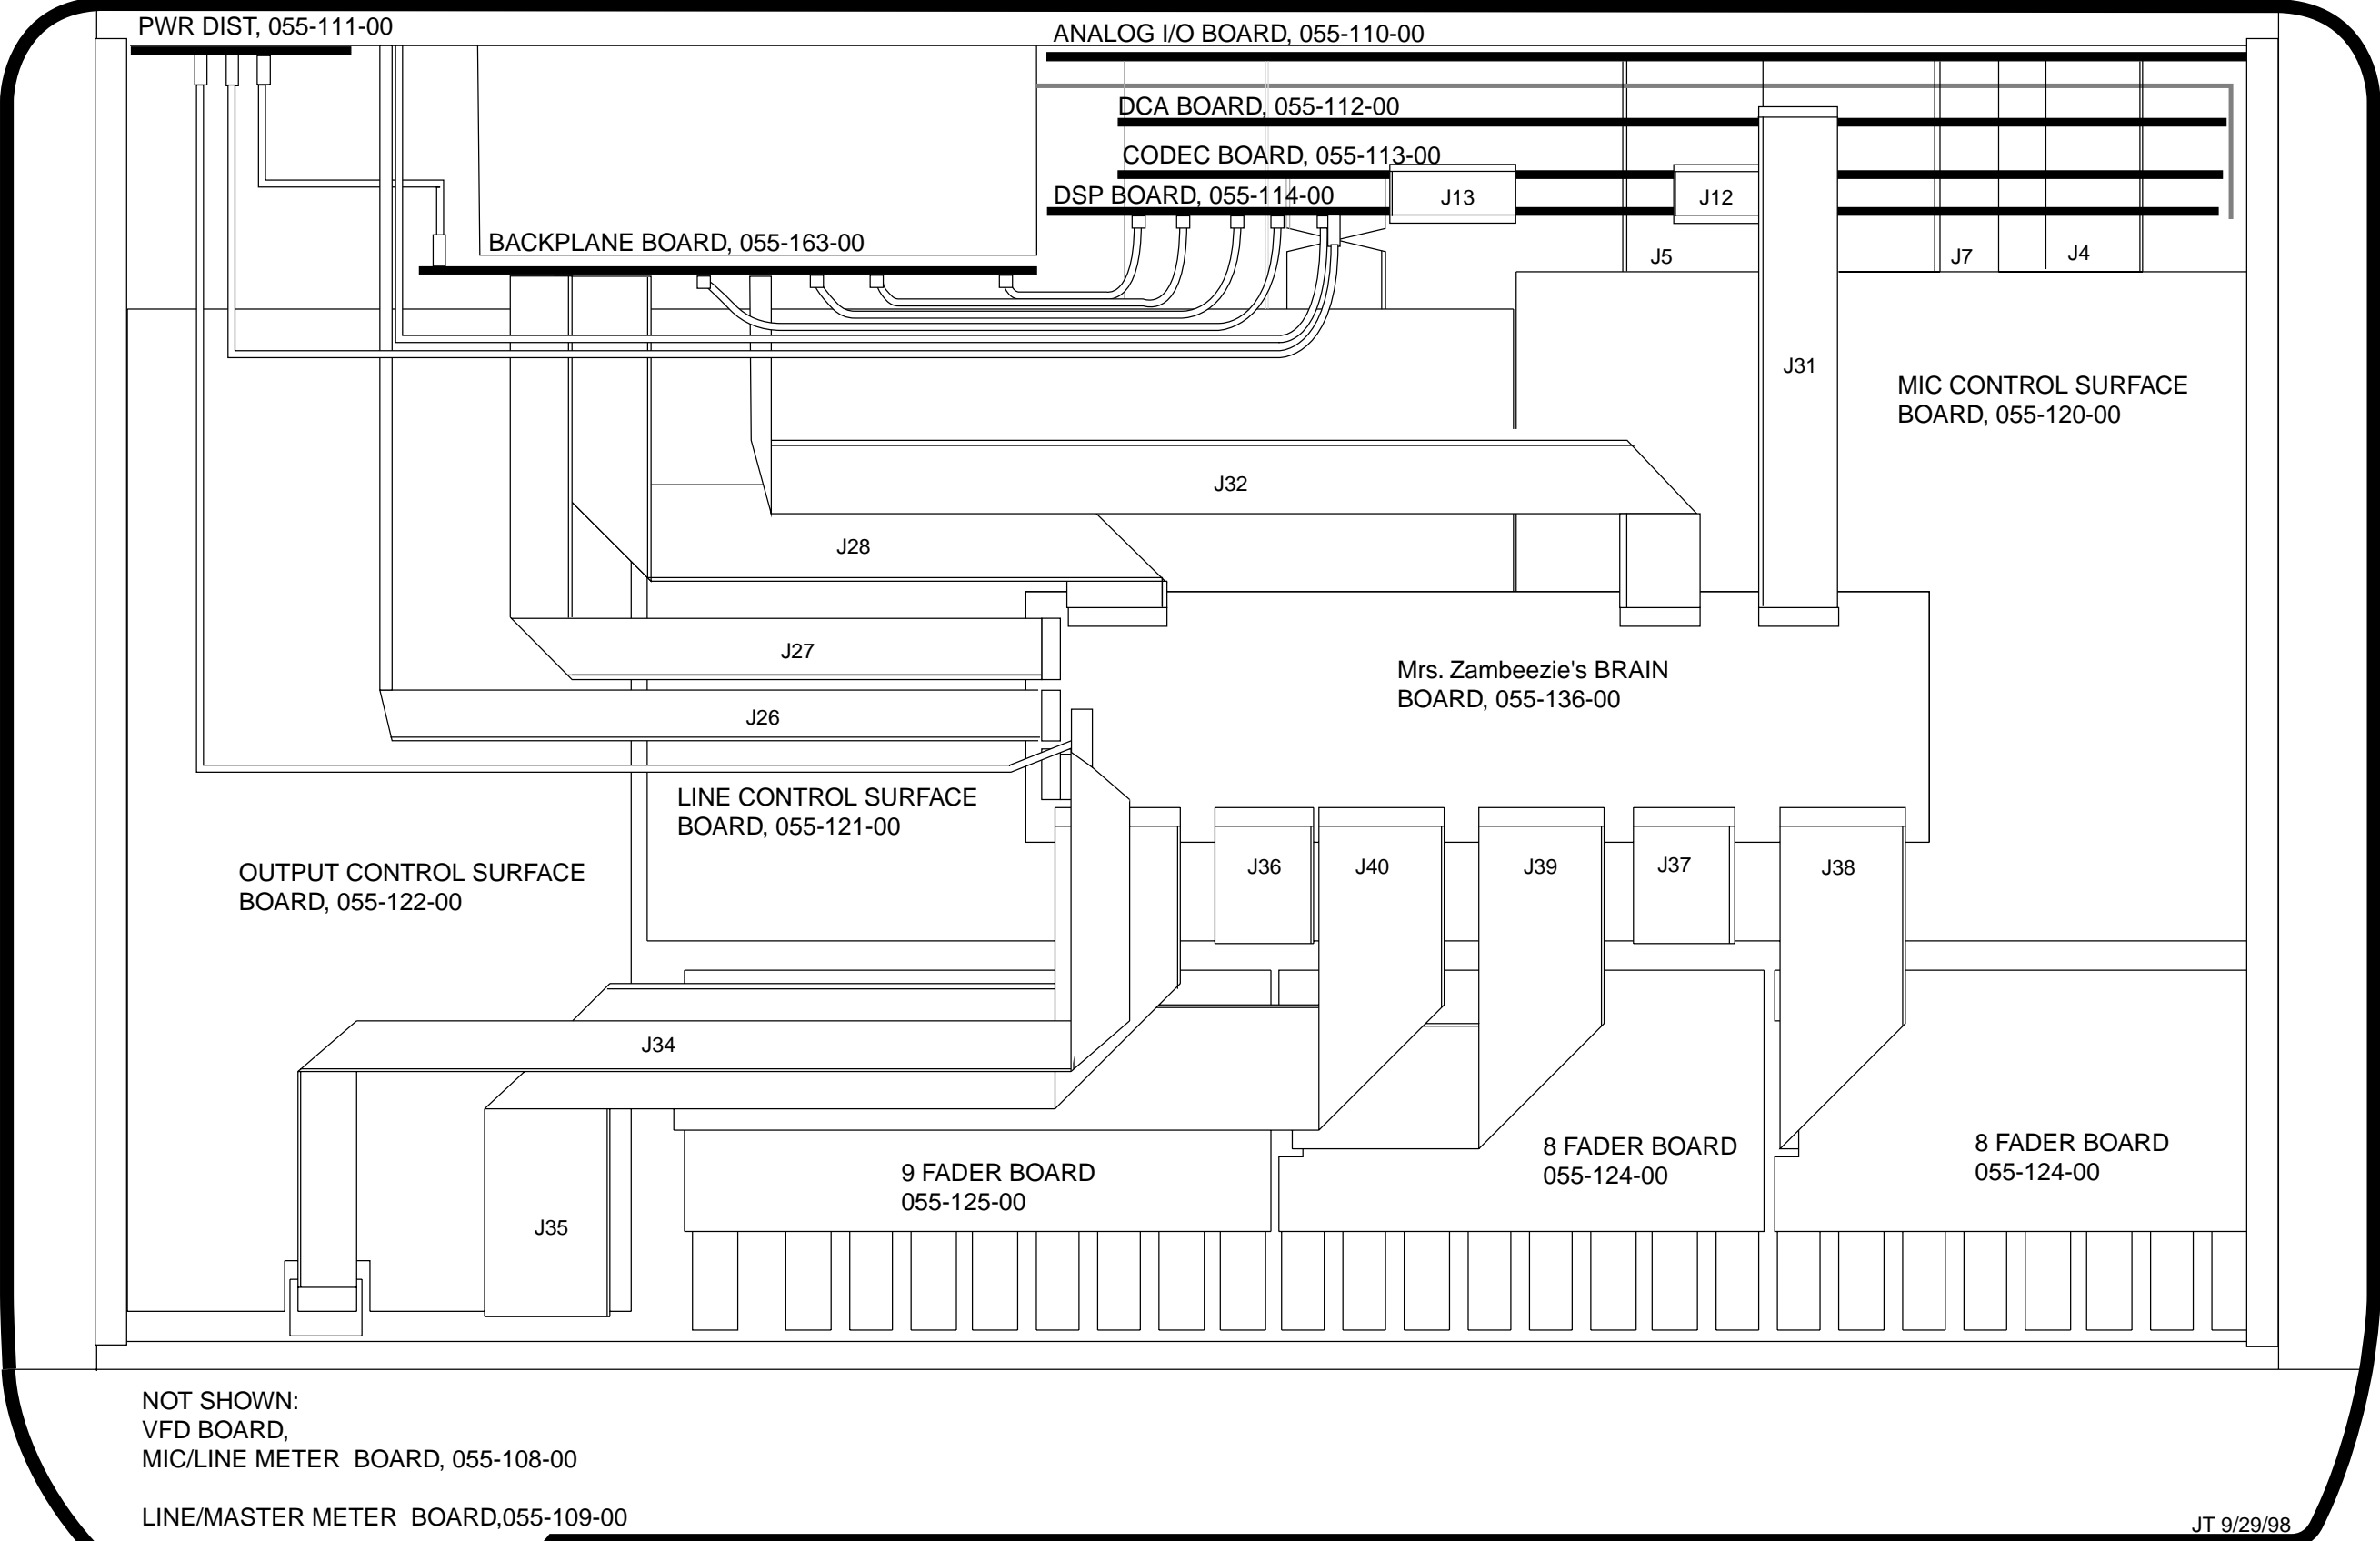 PWR DIST, 055-111-00
ANALOG I/O BOARD, 055-110-00
DCA BOARD, 055-112-00
CODEC BOARD, 055-113-00
DSP BOARD, 055-114-00
J13
J12
BACKPLANE BOARD, 055-163-00
J5
J7
J4
J31
MIC CONTROL SURFACE
BOARD, 055-120-00
J32
J28
J27
Mrs. Zambeezie's BRAIN
BOARD, 055-136-00
J26
LINE CONTROL SURFACE
BOARD, 055-121-00
OUTPUT CONTROL SURFACE
BOARD, 055-122-00
J36
J40
J39
J37
J38
J34
9 FADER BOARD
055-125-00
8 FADER BOARD
055-124-00
8 FADER BOARD
055-124-00
J35
NOT SHOWN:
VFD BOARD,
MIC/LINE METER  BOARD, 055-108-00
LINE/MASTER METER  BOARD,055-109-00
JT 9/29/98